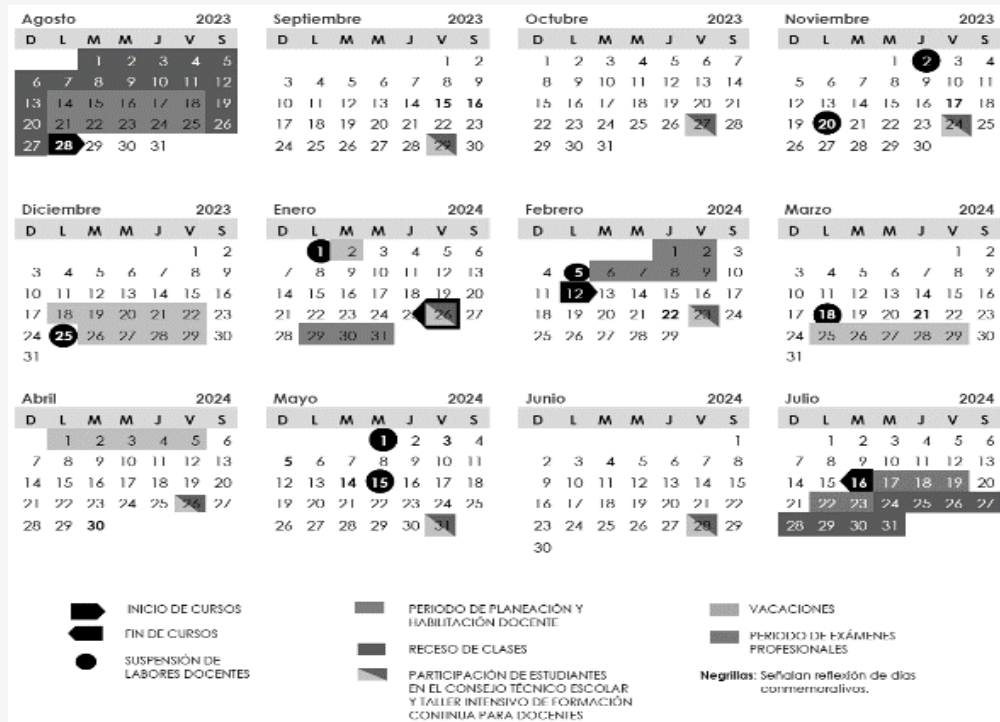 Agosto 2023
D L M M J V S
1 2 3 4 5
6 7 8 9 10 11 12
13 14 15 16 17 18 19
20 21 22 23 24 25 26
27 28 29 30 31
Septiembre 2023
D L M M J V S
1 2
3 4 5 6 7 8 9
10 11 12 13 14 15 16
17 18 19 20 21 22 23
24 25 26 27 28 29 30
Octubre 2023
D L M M J V S
1 2 3 4 5 6 7
8 9 10 11 12 13 14
15 16 17 18 19 20 21
22 23 24 25 26 27 28
29 30 31
Noviembre 2023
D L M M J V S
1 2 3 4
5 6 7 8 9 10 11
12 13 14 15 16 17 18
19 20 21 22 23 24 25
26 27 28 29 30
Diciembre 2023
D L M M J V S
1 2
3 4 5 6 7 8 9
10 11 12 13 14 15 16
17 18 19 20 21 22 23
24 25 26 27 28 29 30
31
Enero 2024
D L M M J V S
1 2 3 4 5 6
7 8 9 10 11 12 13
14 15 16 17 18 19 20
21 22 23 24 25 26 27
28 29 30 31
Febrero 2024
D L M M J V S
1 2 3
4 5 6 7 8 9 10
11 12 13 14 15 16 17
18 19 20 21 22 23 24
25 26 27 28 29
Marzo 2024
D L M M J V S
1 2
3 4 5 6 7 8 9
10 11 12 13 14 15 16
17 18 19 20 21 22 23
24 25 26 27 28 29 30
31
Abril 2024
D L M M J V S
1 2 3 4 5 6
7 8 9 10 11 12 13
14 15 16 17 18 19 20
21 22 23 24 25 26 27
28 29 30
Mayo 2024
D L M M J V S
1 2 3 4
5 6 7 8 9 10 11
12 13 14 15 16 17 18
19 20 21 22 23 24 25
26 27 28 29 30 31
Junio 2024
D L M M J V S
1
2 3 4 5 6 7 8
9 10 11 12 13 14 15
16 17 18 19 20 21 22
23 24 25 26 27 28 29
30
Julio 2024
D L M M J V S
1 2 3 4 5 6
7 8 9 10 11 12 13
14 15 16 17 18 19 20
21 22 23 24 25 26 27
28 29 30 31
INICIO DE CURSOS
FIN DE CURSOS
SUSPENSIÓN DE
LABORES DOCENTES
PERIODO DE PLANEACIÓN Y
HABILITACIÓN DOCENTE
RECESO DE CLASES
PARTICIPACIÓN DE ESTUDIANTES
EN EL CONSEJO TÉCNICO ESCOLAR
Y TALLER INTENSIVO DE FORMACIÓN
CONTINUA PARA DOCENTES
VACACIONES
PERIODO DE EXÁMENES
PROFESIONALES
Negrillas: Señalan reflexión de días
conmemorativos.